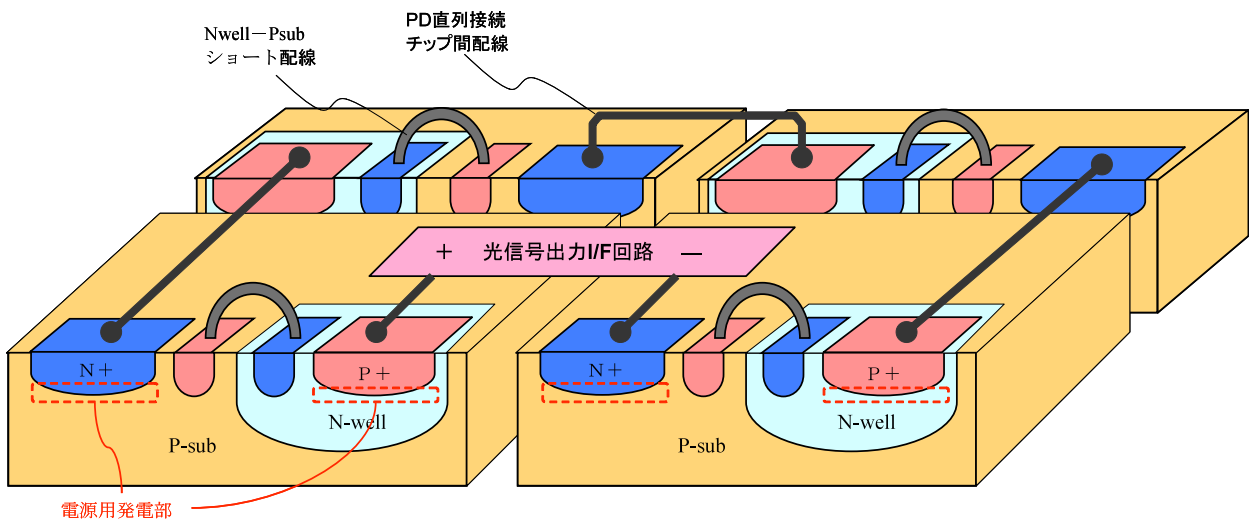 Nwell－Psub
ショート配線
PD直列接続
チップ間配線
＋ 光信号出力I/F回路 —
N＋
P＋
N-well
P-sub
N＋
P＋
N-well
P-sub
電源用発電部